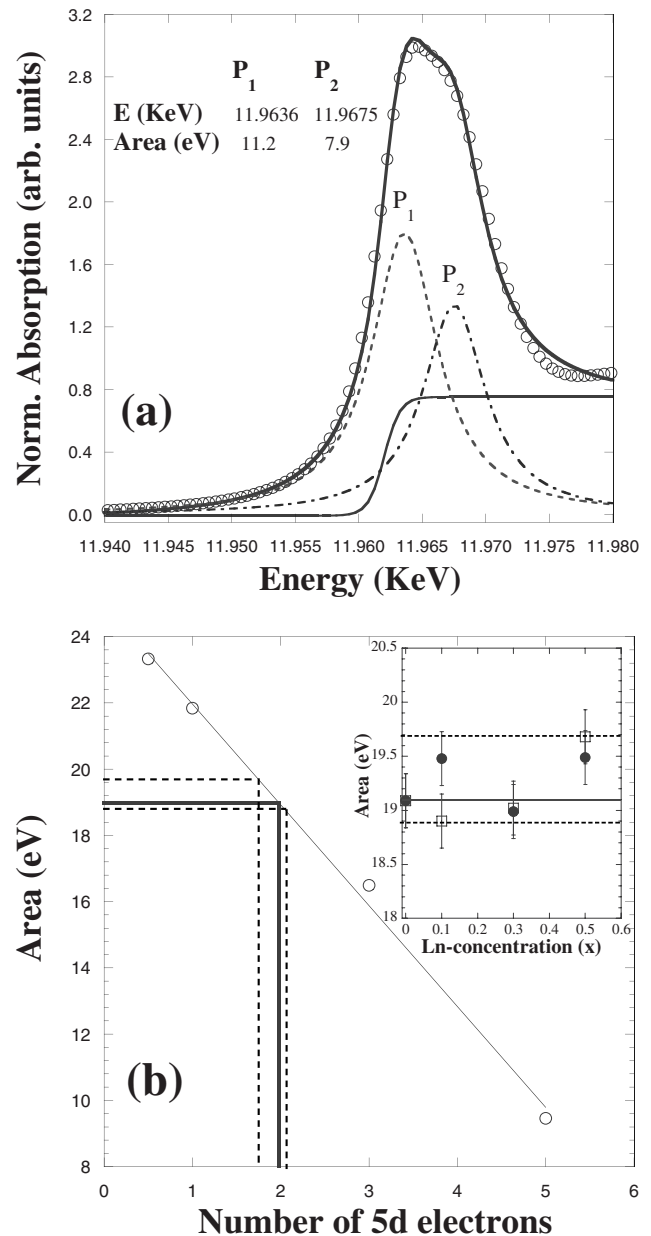 3.2
2.8
2.4
2.0
1.6
1.2
0.8
0.4
0.0
Norm. Absorption (arb. units)
P1 P2
E (KeV) 11.9636 11.9675
Area (eV) 11.2 7.9
P1
P2
(a)
11.940 11.945 11.950 11.955 11.960 11.965 11.970 11.975 11.980
Energy (KeV)
24
22
20
18
16
14
12
10
8
Area (eV)
20.5
20
19.5
19
18.5
18
Area (eV)
0 0.1 0.2 0.3 0.4 0.5 0.6
Ln-concentration (x)
(b)
0 1 2 3 4 5 6
Number of 5d electrons